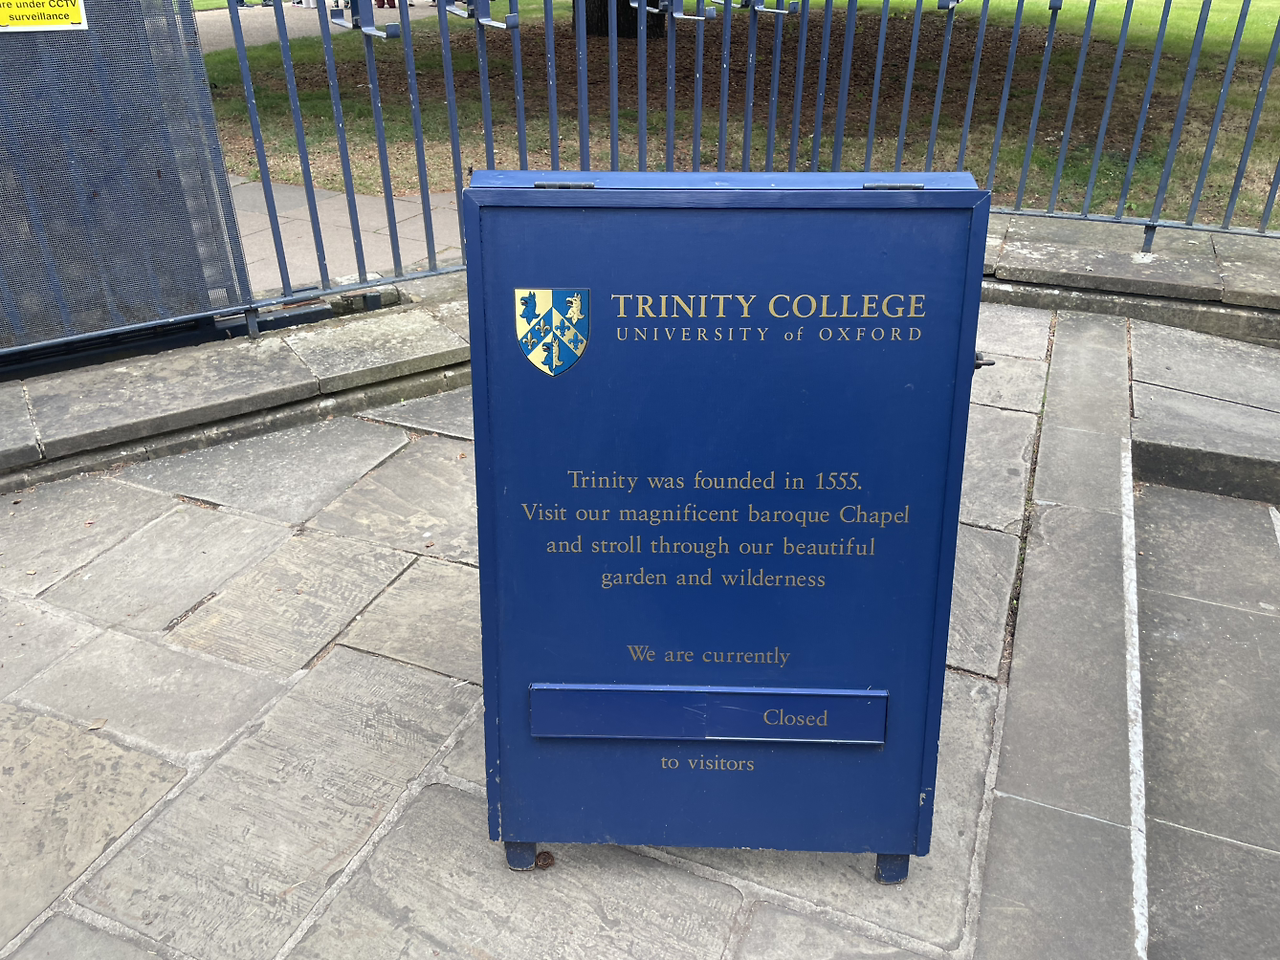 are under CCTV
surveillance
TRINITY COLLEGE
UNIVERSITY of OXFORD
Trinity was founded in 1555.
Visit our magnificent baroque Chapel
and stroll through our beautiful
garden and wilderness
We are currently
Closed
to visitors